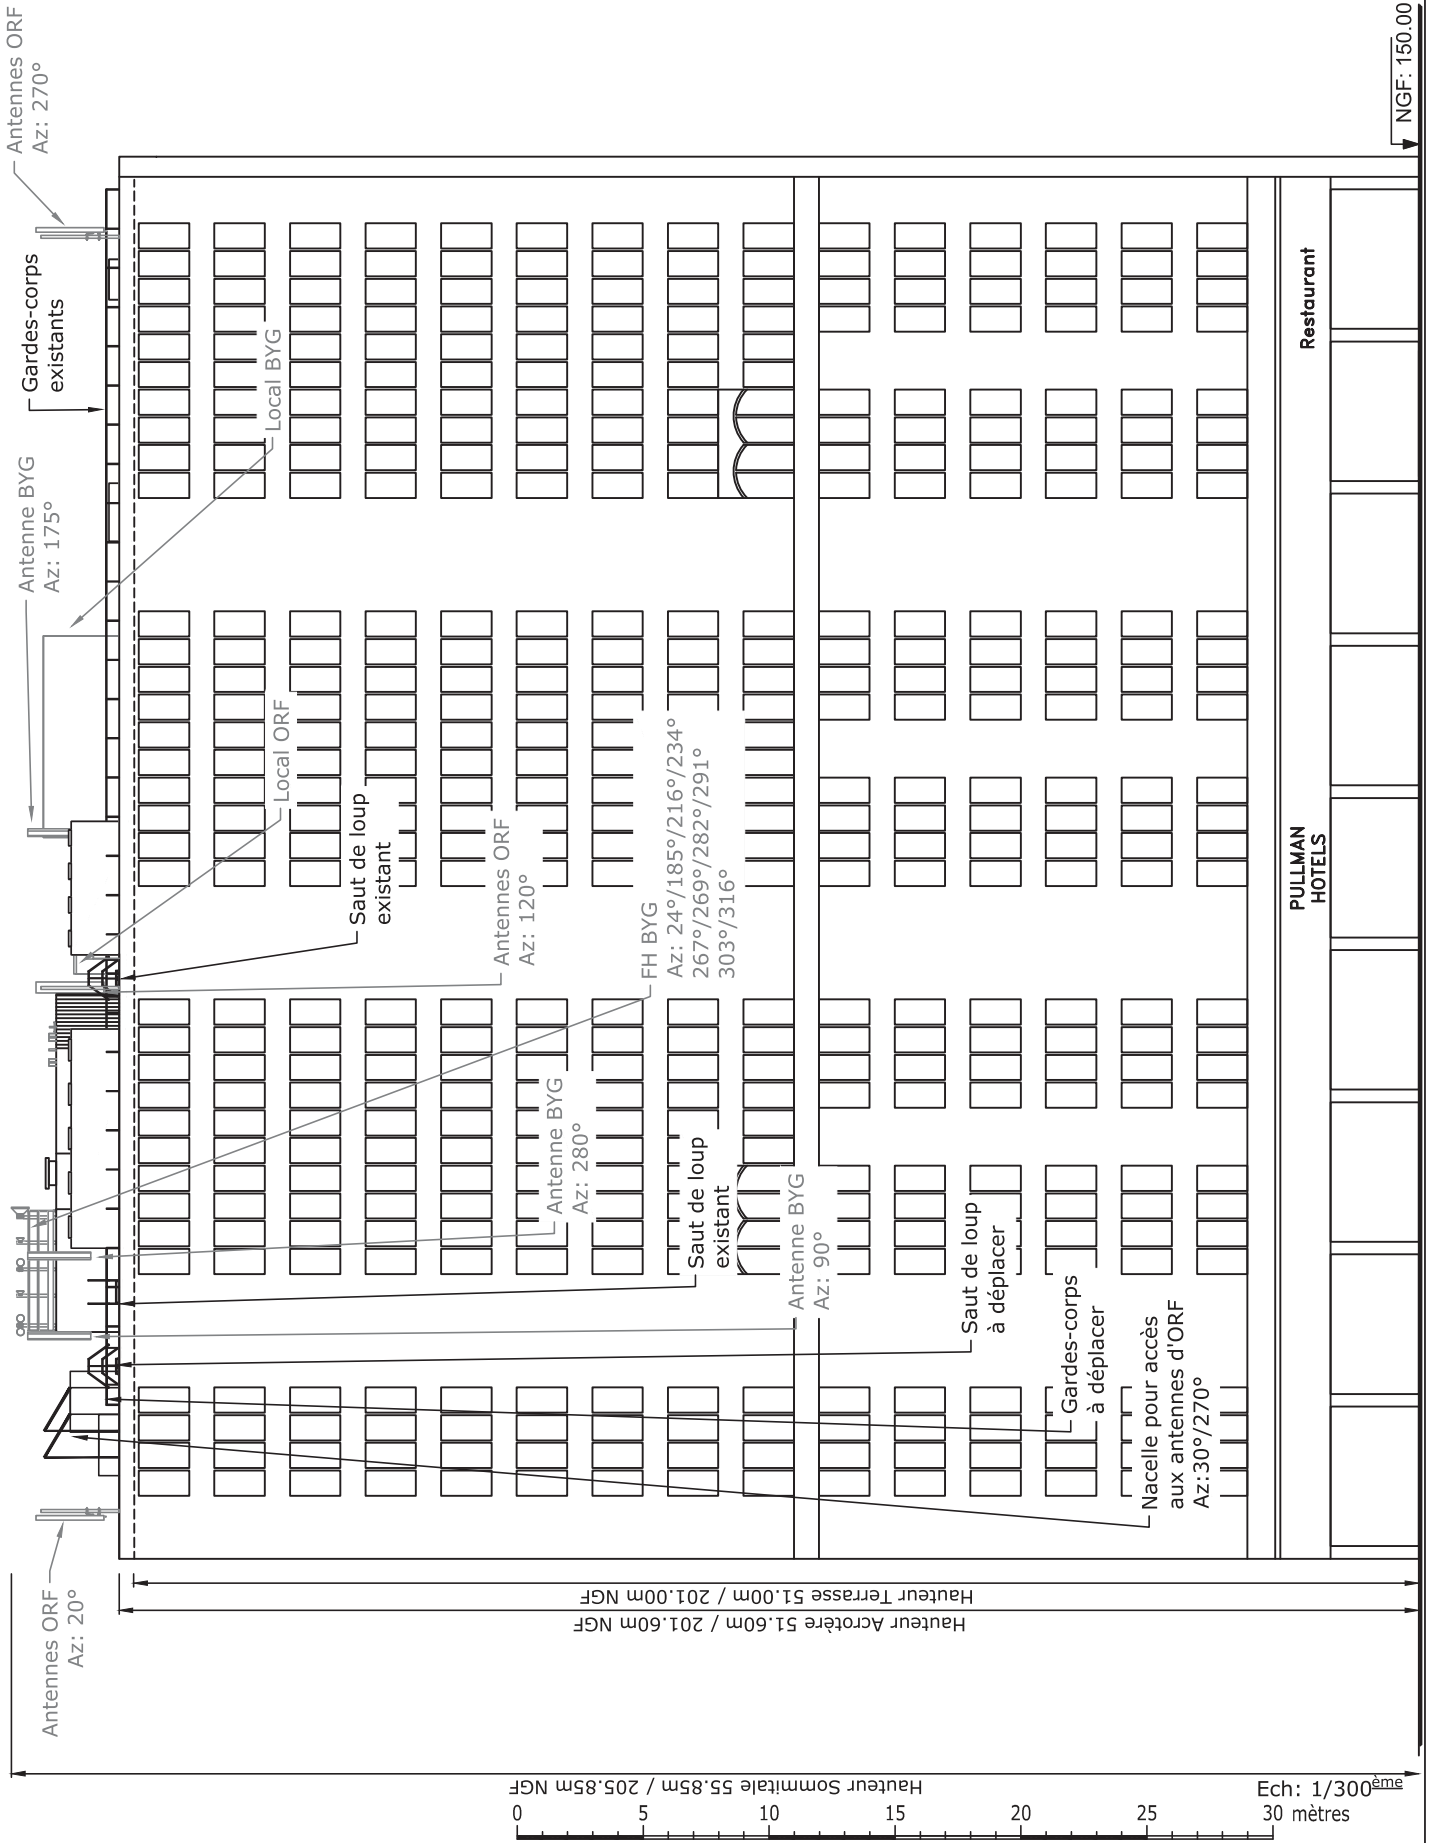 Antennes ORF
Az: 20°
Nacelle pour accès
aux antennes d'ORF
Az:30°/270°
Gardes-corps
à déplacer
Saut de loup
à déplacer
Antenne BYG
Az: 90°
Saut de loup
existant
Antenne BYG
Az: 280°
FH BYG
Az: 24°/185°/216°/234°
267°/269°/282°/291°
303°/316°
Antennes ORF
Az: 120°
Saut de loup
existant
Local ORF
Antenne BYG
Az: 175°
Local BYG
Gardes-corps
existants
Antennes ORF
Az: 270°
PULLMAN
HOTELS
Restaurant
NGF: 150.00
Hauteur Terrasse 51.00m / 201.00m NGF
Hauteur Acrotère 51.60m / 201.60m NGF
Hauteur Sommitale 55.85m / 205.85m NGF
Ech: 1/300ème
0 5 10 15 20 25 30 mètres